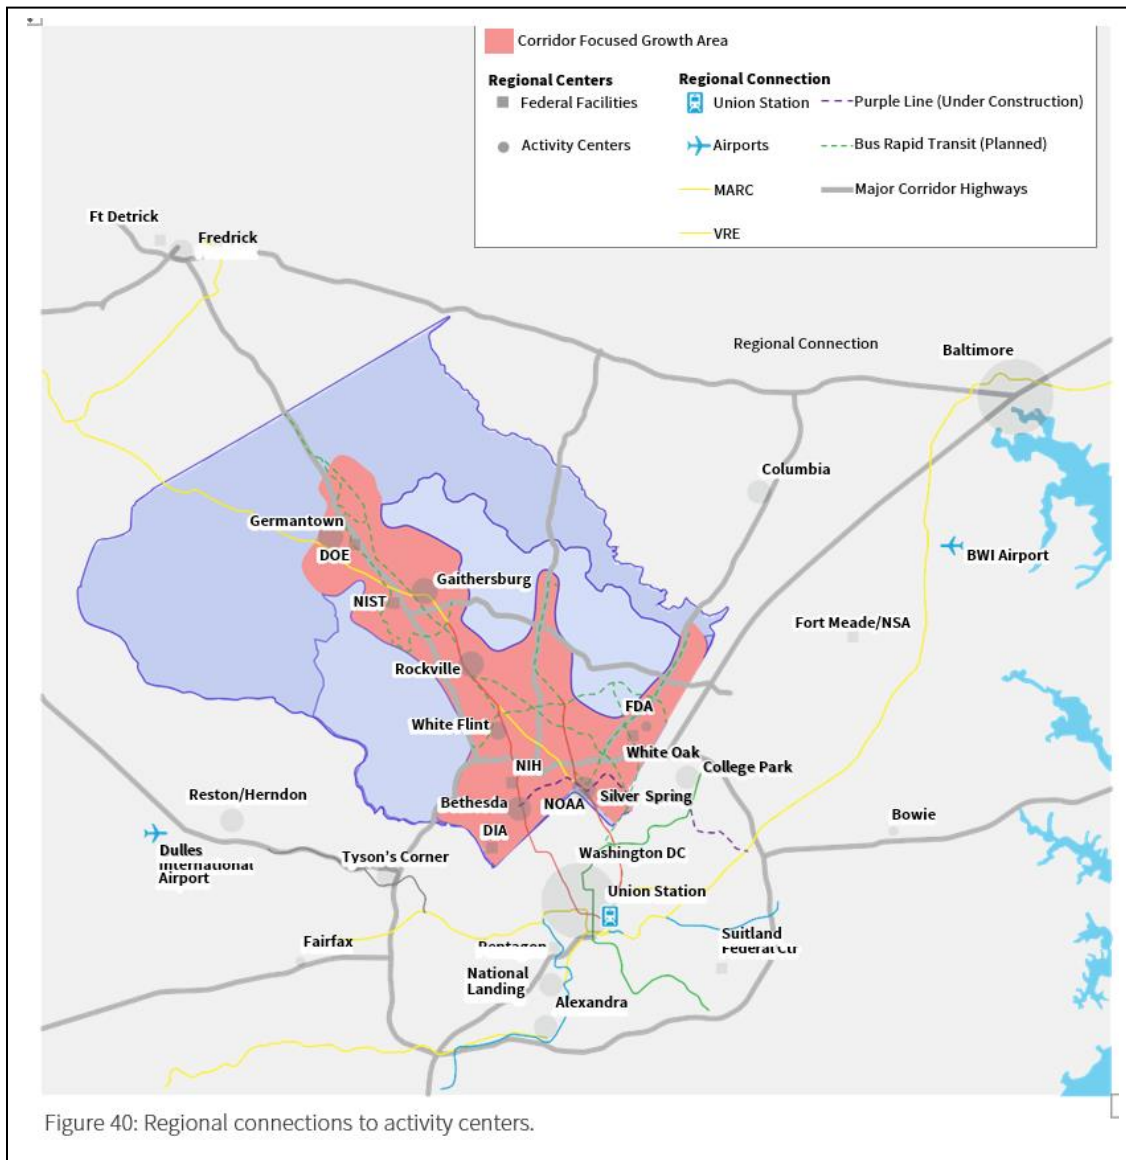 Corridor Focused Growth Area
Regional Centers
Regional Connection
Federal Facilities
Union Station
Purple Line (Under Construction)
Activity Centers
Airports
Bus Rapid Transit (Planned)
MARC
Major Corridor Highways
VRE
Ft Detrick
Fredrick
Regional Connection
Baltimore
Columbia
Germantown
DOE
BWI Airport
Gaithersburg
NIST
Fort Meade/NSA
Rockville
FDA
White Flint
White Oak
NIH
College Park
Reston/Herndon
Bethesda
NOAA
Silver Spring
Bowie
DIA
Dulles
International
Airport
Tyson's Corner
Washington DC
Union Station
Fairfax
Pentagon
Suitland
Federal Ctr
National
Landing
Alexandra
Figure 40: Regional connections to activity centers.